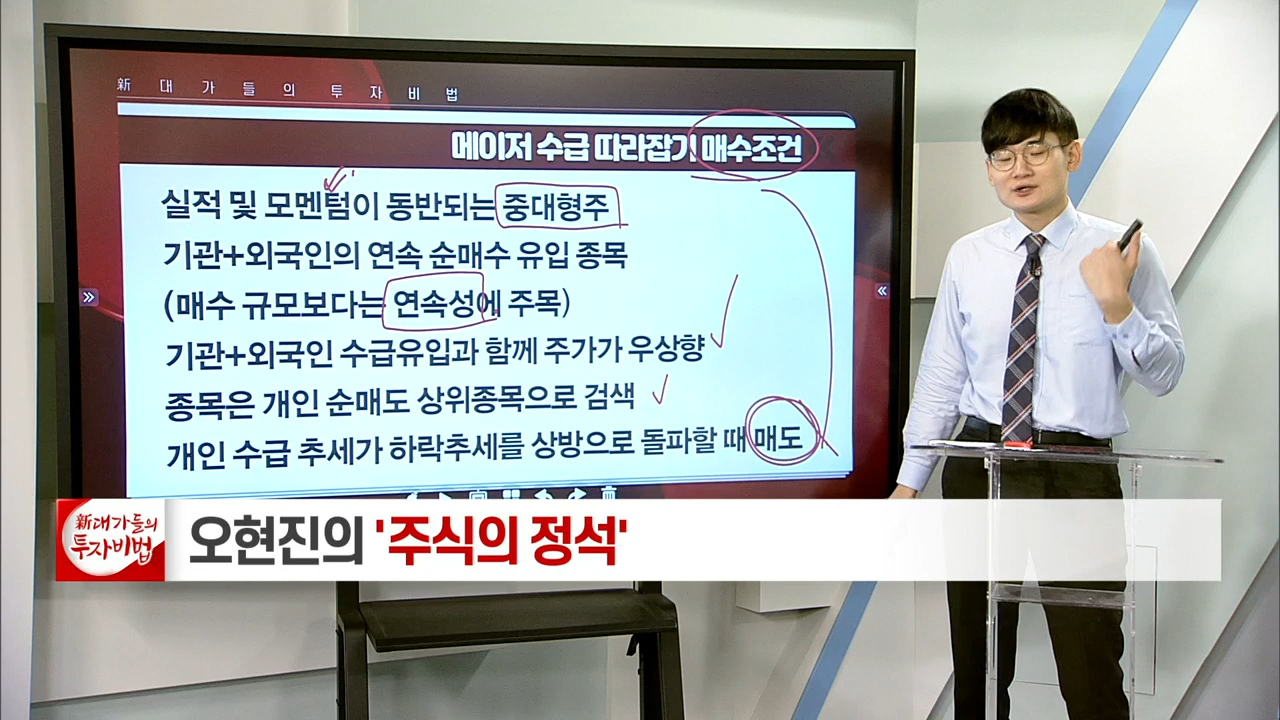 新 대 가 들 의 투 자 비 법
메이저 수급 따라잡기 매수조건
실적 및 모멘텀이 동반되는 중대형주
기관+외국인의 연속 순매수 유입 종목
(매수 규모보다는 연속성에 주목)
기관+외국인 수급유입과 함께 주가가 우상향
종목은 개인 순매도 상위종목으로 검색
개인 수급 추세가 하락추세를 상방으로 돌파할 때 매도
新대가들의
투자비법
오현진의 '주식의 정석'